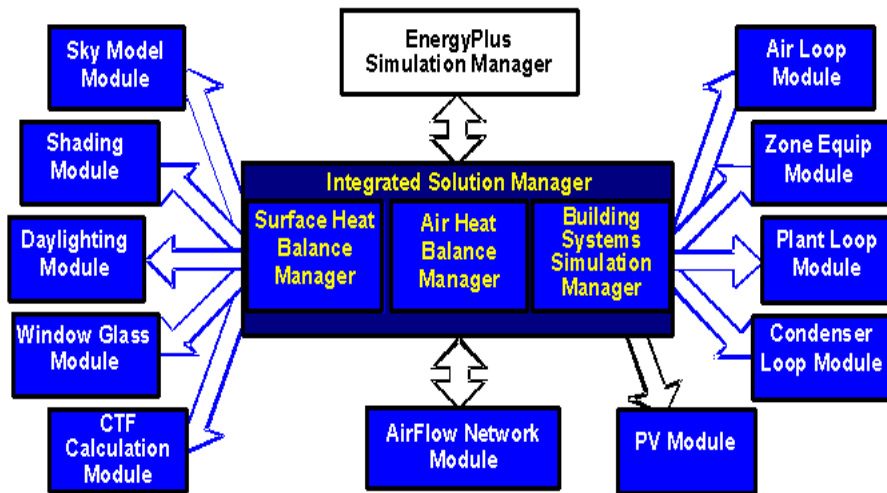 EnergyPlus
Simulation Manager
Sky Model
Module
Shading
Module
Daylighting
Module
Window Glass
Module
CTF
Calculation
Module
Integrated Solution Manager
Surface Heat
Balance
Manager
Air Heat
Balance
Manager
Building
Systems
Simulation
Manager
Air Loop
Module
Zone Equip
Module
Plant Loop
Module
Condenser
Loop Module
AirFlow Network
Module
PV Module